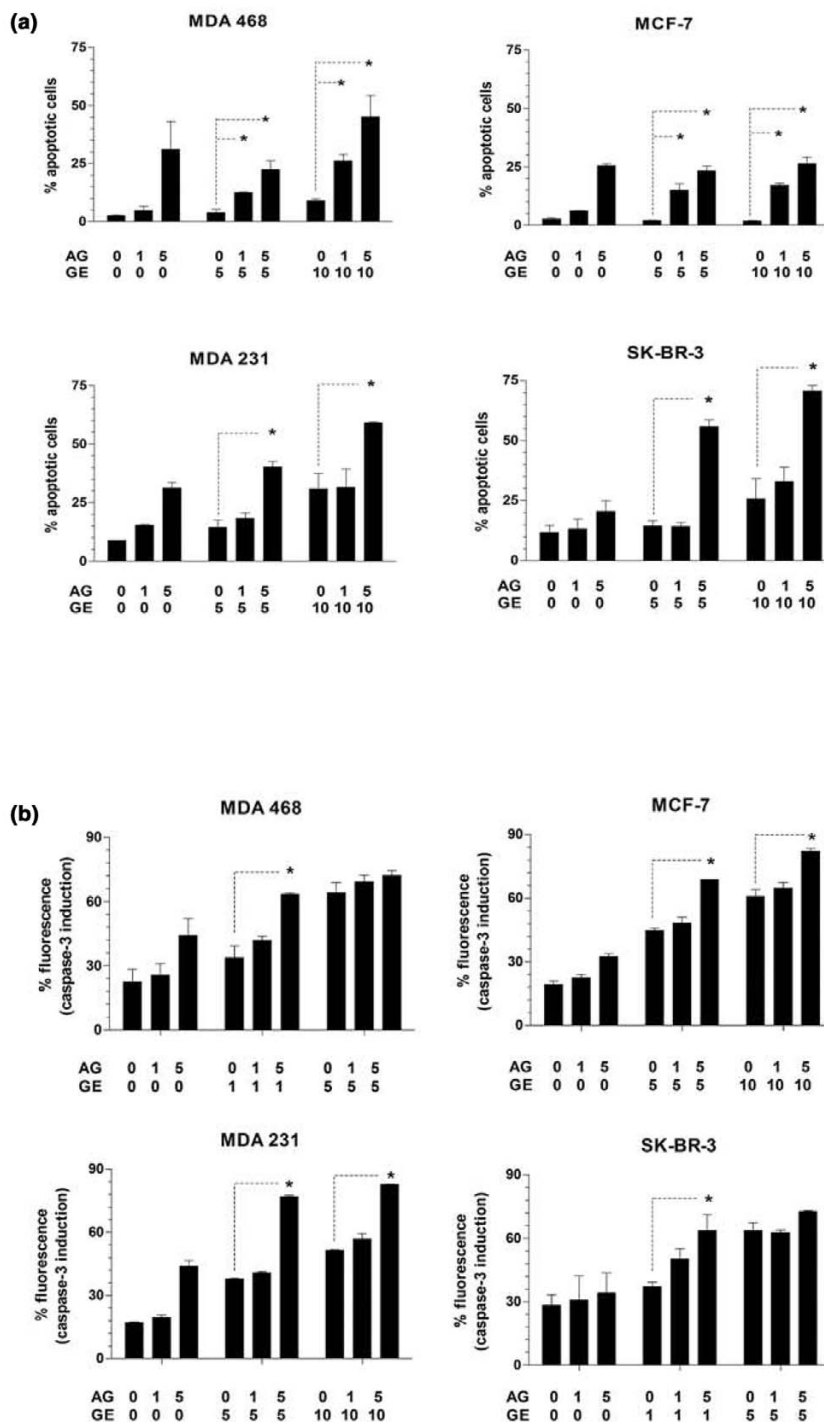 (a)
MDA 468
% apoptotic cells
75
50
25
0
*
*
*
*
AG 0 1 5 0 1 5 0 1 5
GE 0 0 0 5 5 5 10 10 10
MCF-7
% apoptotic cells
75
50
25
0
*
*
*
*
AG 0 1 5 0 1 5 0 1 5
GE 0 0 0 5 5 5 10 10 10
MDA 231
% apoptotic cells
75
50
25
0
*
*
AG 0 1 5 0 1 5 0 1 5
GE 0 0 0 5 5 5 10 10 10
SK-BR-3
% apoptotic cells
75
50
25
0
*
*
AG 0 1 5 0 1 5 0 1 5
GE 0 0 0 5 5 5 10 10 10
(b)
MDA 468
% fluorescence
(caspase-3 induction)
90
60
30
0
*
AG 0 1 5 0 1 5 0 1 5
GE 0 0 0 1 1 1 5 5 5
MCF-7
% fluorescence
(caspase-3 induction)
90
60
30
0
*
*
AG 0 1 5 0 1 5 0 1 5
GE 0 0 0 5 5 5 10 10 10
MDA 231
% fluorescence
(caspase-3 induction)
90
60
30
0
*
*
AG 0 1 5 0 1 5 0 1 5
GE 0 0 0 5 5 5 10 10 10
SK-BR-3
% fluorescence
(caspase-3 induction)
90
60
30
0
*
AG 0 1 5 0 1 5 0 1 5
GE 0 0 0 1 1 1 5 5 5